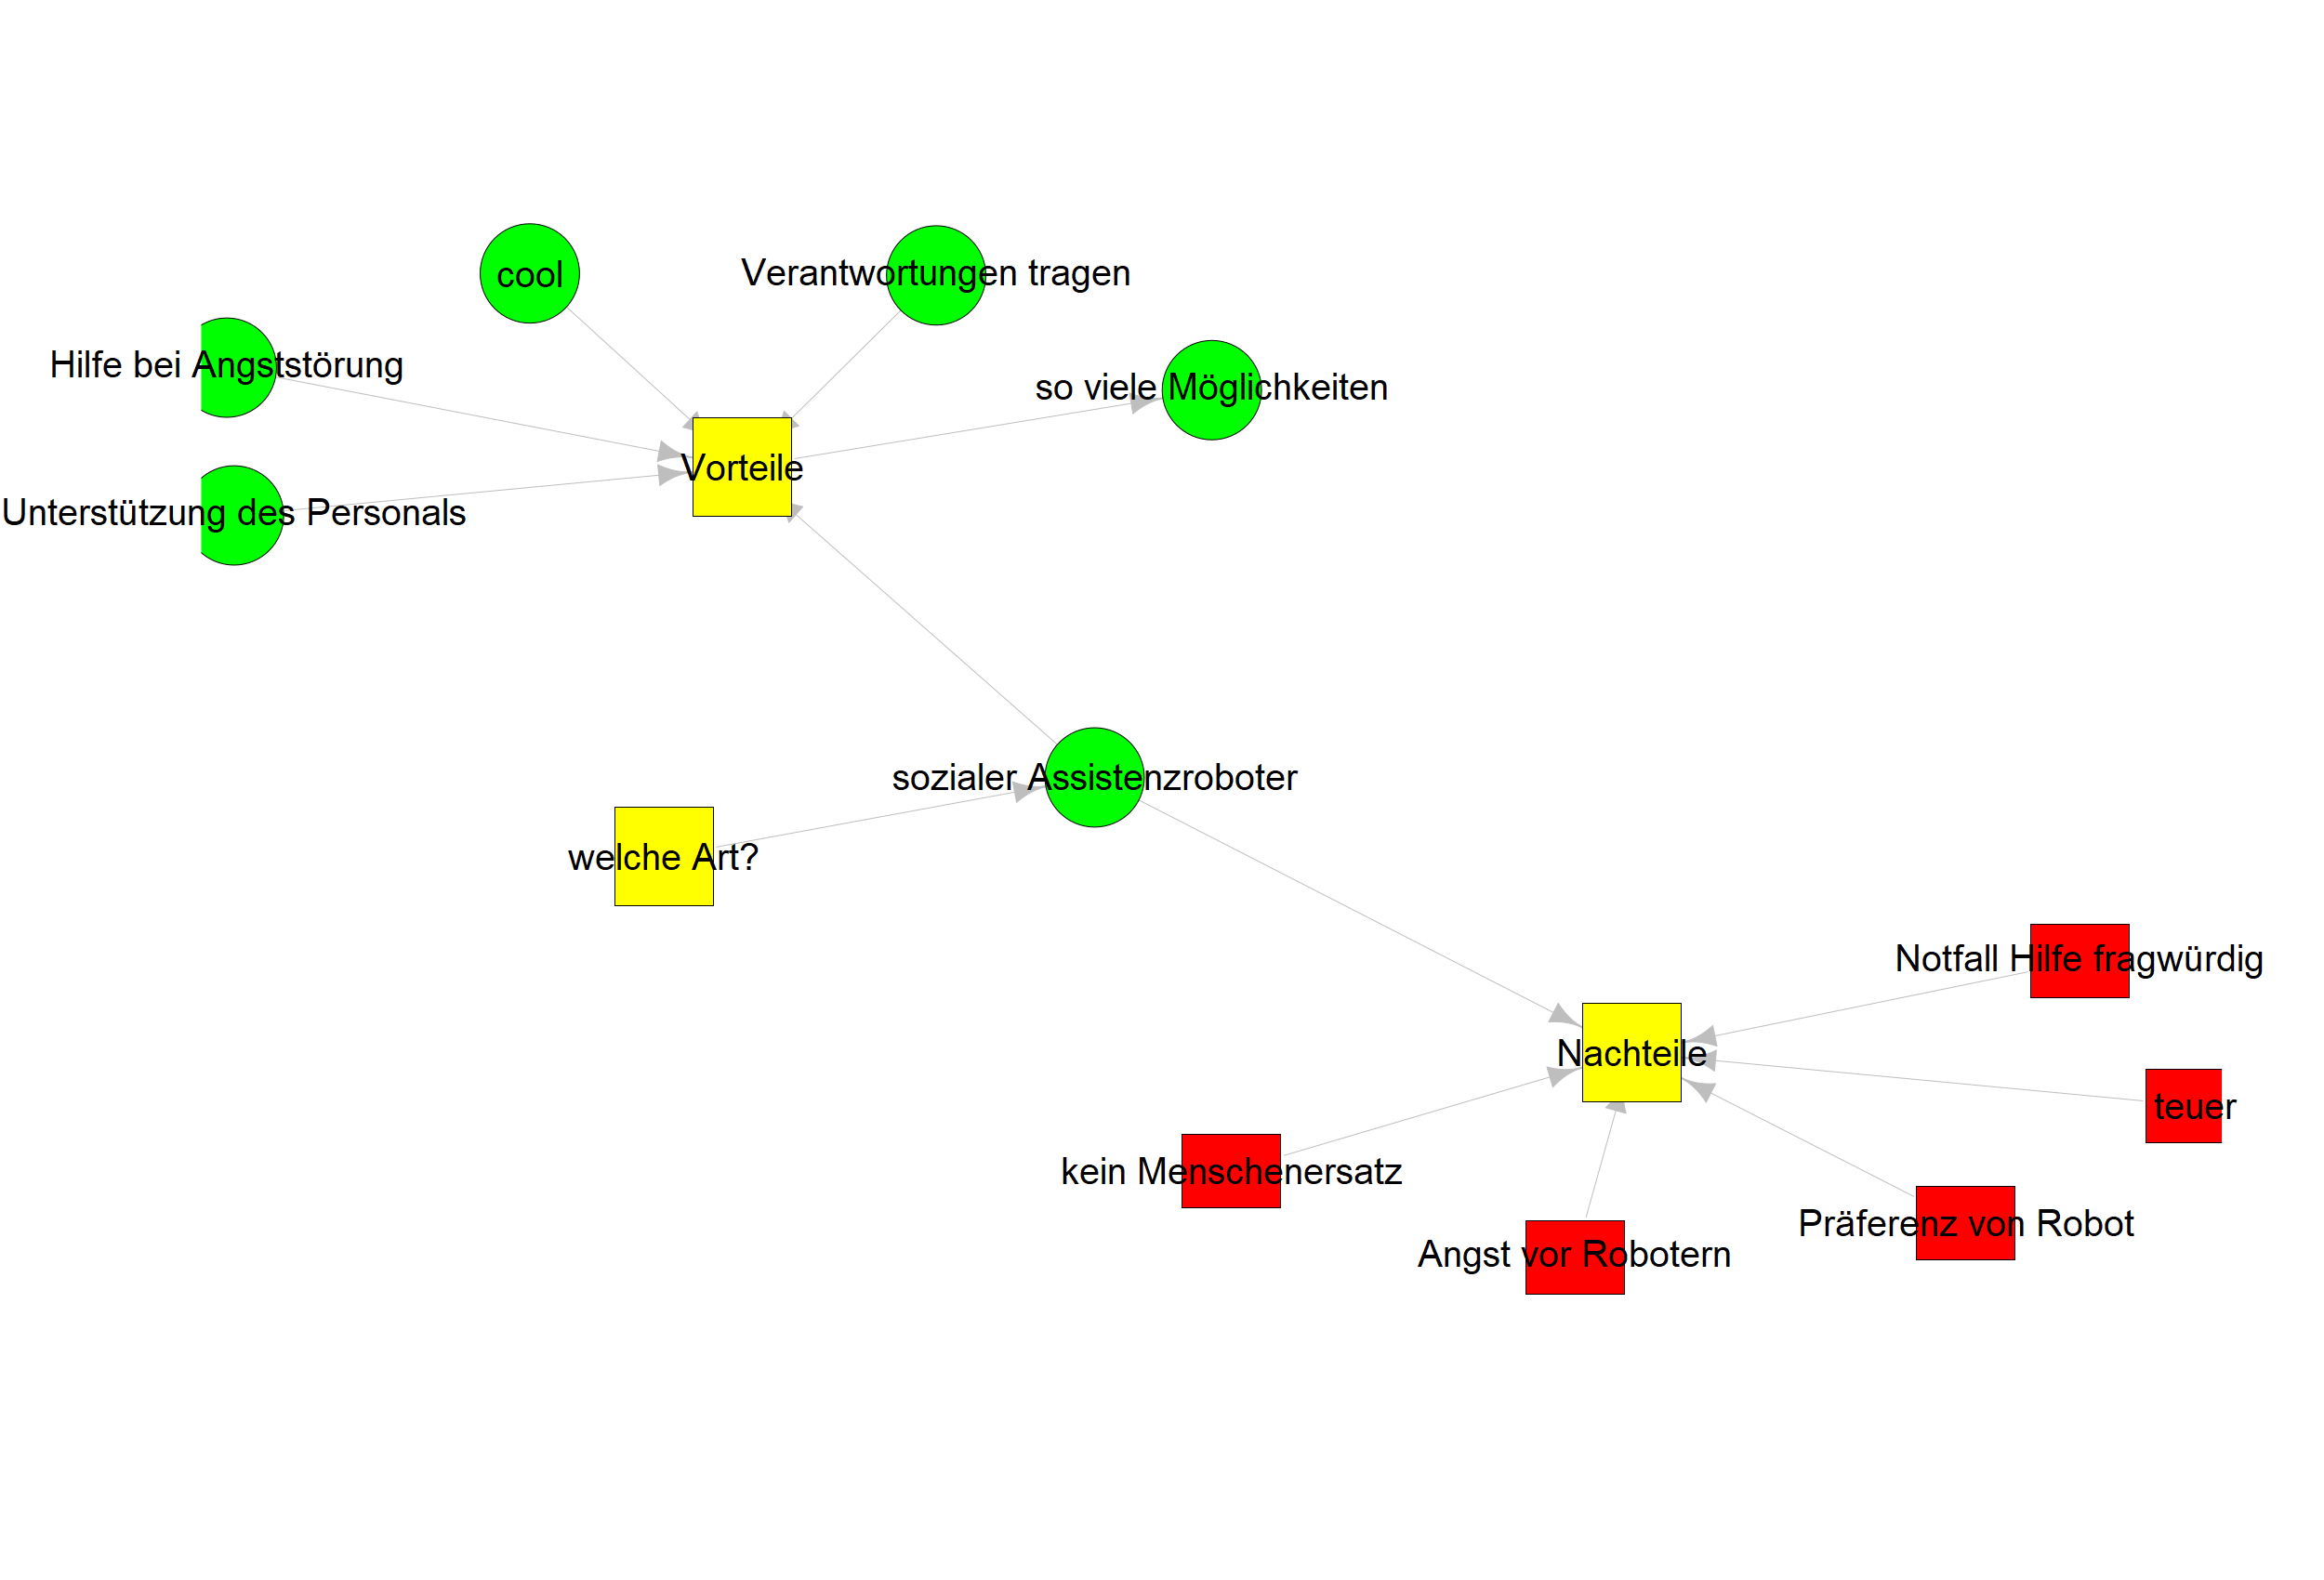 cool
Verantwortungen tragen
Hilfe bei Angststörung
so viele Möglichkeiten
Vorteile
Unterstützung des Personals
sozialer Assistenzroboter
welche Art?
Notfall Hilfe fragwürdig
Nachteile
teuer
kein Menschenersatz
Präferenz von Robot
Angst vor Robotern